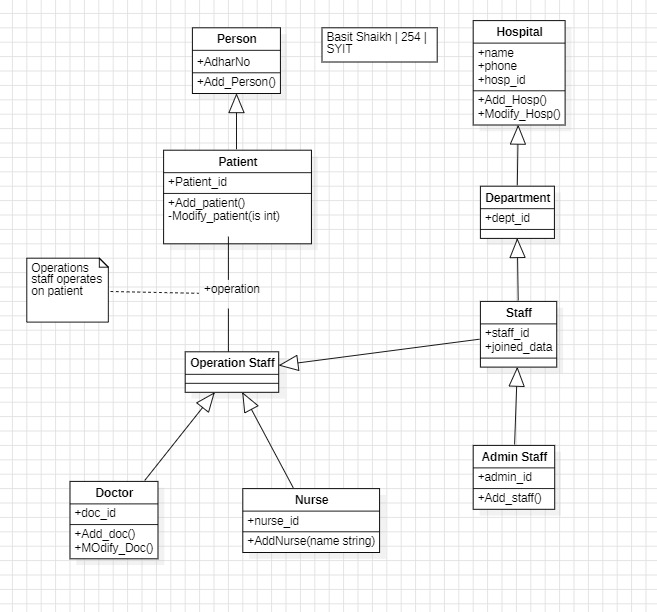 Person
+AdharNo
+Add_Person()
Basit Shaikh | 254 |
SYIT
Hospital
+name
+phone
+hosp_id
+Add_Hosp()
+Modify_Hosp()
Patient
+Patient_id
+Add_patient()
-Modify_patient(is int)
Department
+dept_id
Operations
staff operates
on patient
+operation
Staff
+staff_id
+joined_data
Operation Staff
Admin Staff
+admin_id
+Add_staff()
Doctor
+doc_id
+Add_doc()
+MOdify_Doc()
Nurse
+nurse_id
+AddNurse(name string)